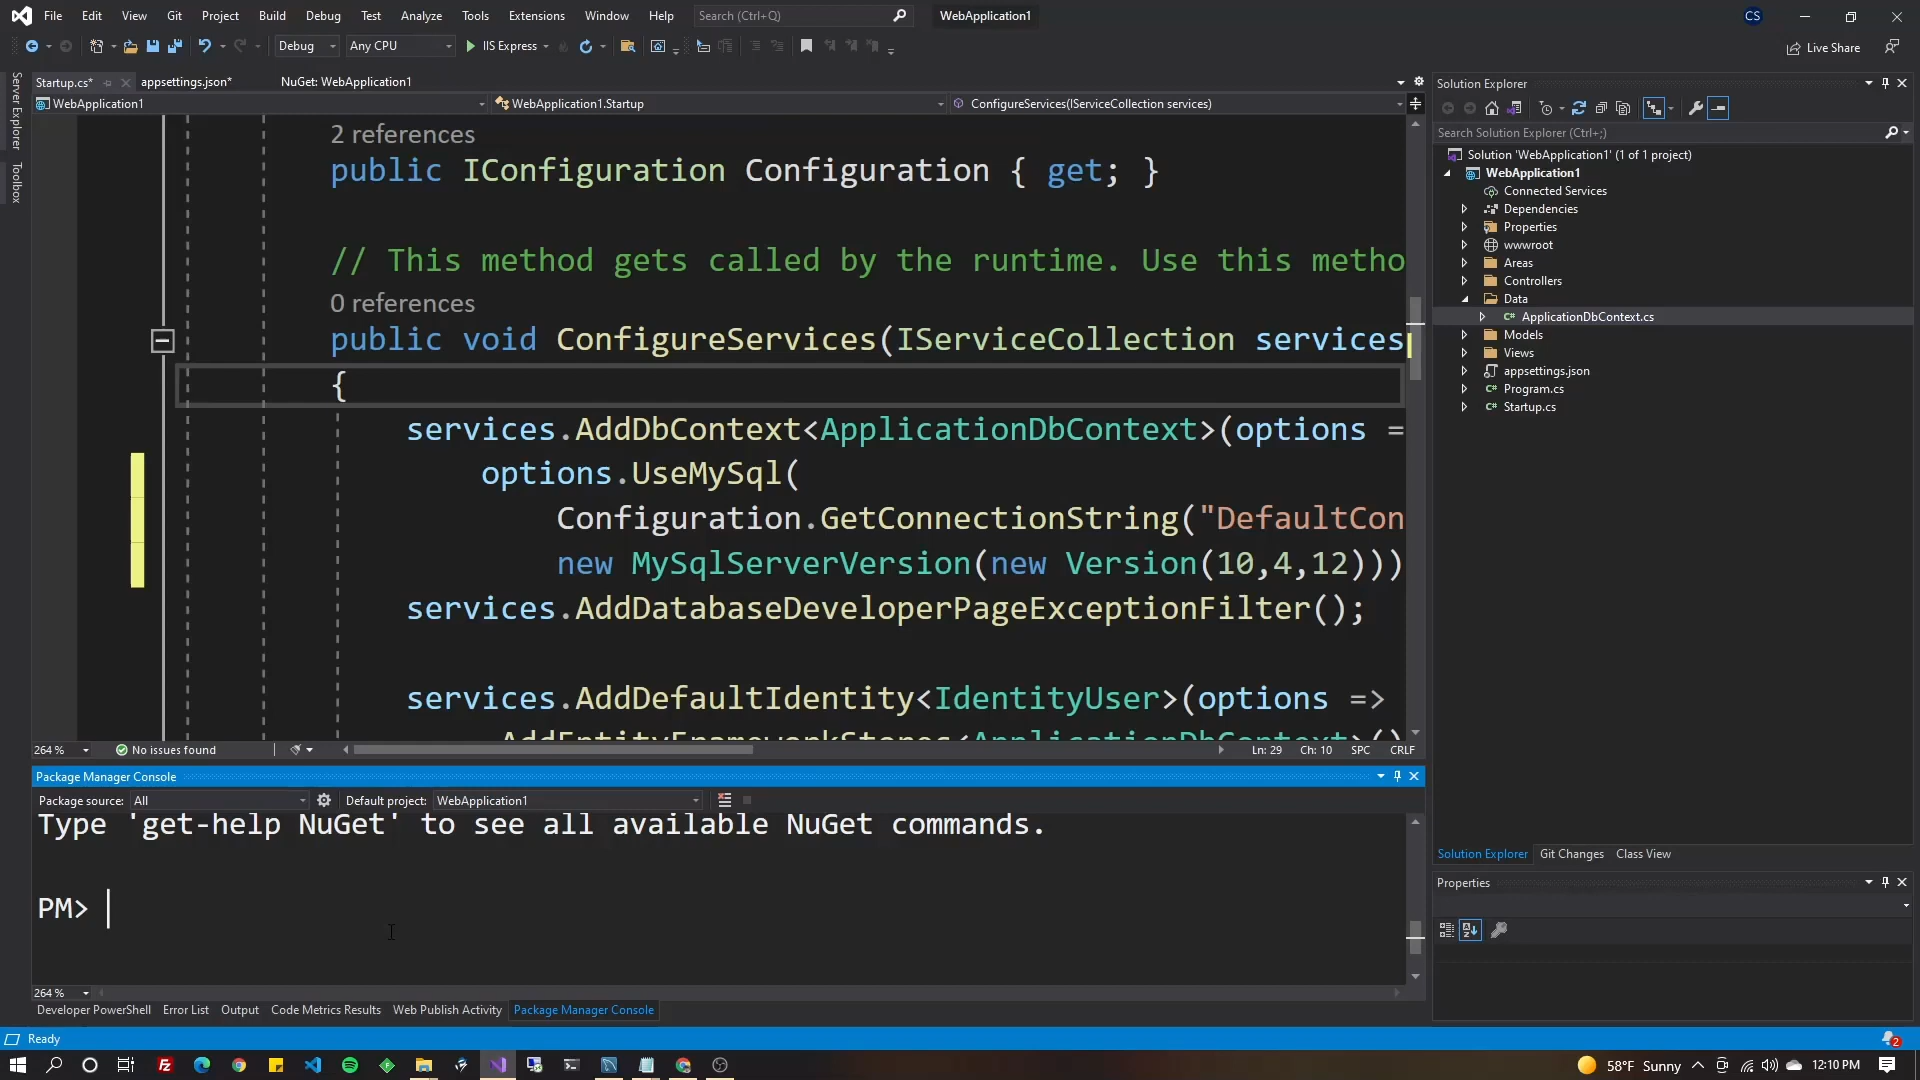 File Edit View Git Project Build Debug Test Analyze Tools Extensions Window Help Search (Ctrl+Q) WebApplication1 CS
Debug Any CPU IIS Express Live Share
Server Explorer
Toolbox
Startup.cs* appsettings.json* NuGet: WebApplication1
WebApplication1 WebApplication1.Startup ConfigureServices(IServiceCollection services)
2 references
public IConfiguration Configuration { get; }
// This method gets called by the runtime. Use this metho
0 references
public void ConfigureServices(IServiceCollection services
{
services.AddDbContext<ApplicationDbContext>(options =
options.UseMySql(
Configuration.GetConnectionString("DefaultCon
new MySqlServerVersion(new Version(10,4,12)))
services.AddDatabaseDeveloperPageExceptionFilter();
services.AddDefaultIdentity<IdentityUser>(options =>
.AddEntityFrameworkStores<ApplicationDbContext>()
264 % No issues found Ln: 29 Ch: 10 SPC CRLF
Package Manager Console
Package source: All Default project: WebApplication1
Type 'get-help NuGet' to see all available NuGet commands.
PM>
264 %
Developer PowerShell Error List Output Code Metrics Results Web Publish Activity Package Manager Console
Solution Explorer
Search Solution Explorer (Ctrl+;)
Solution 'WebApplication1' (1 of 1 project)
WebApplication1
Connected Services
Dependencies
Properties
wwwroot
Areas
Controllers
Data
C# ApplicationDbContext.cs
Models
Views
appsettings.json
C# Program.cs
C# Startup.cs
Solution Explorer Git Changes Class View
Properties
Ready 2
58°F Sunny 12:10 PM